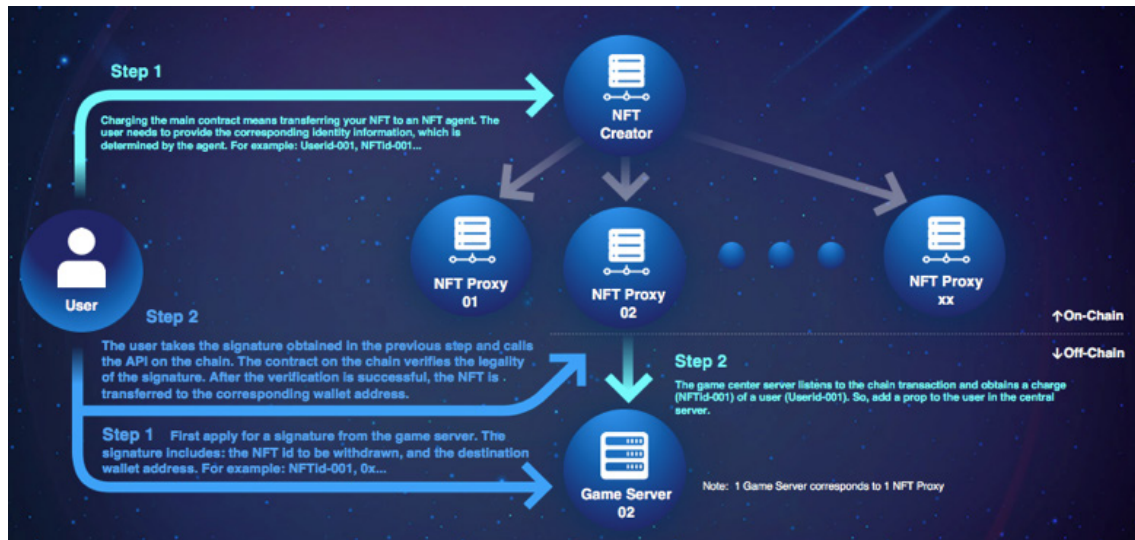 Step 1
Charging the main contract means transferring your NFT to an NFT agent. The
user needs to provide the corresponding identity information, which is
determined by the agent. For example: Userid-001, NFTid-001...
NFT
Creator
NFT Proxy
01
NFT Proxy
02
NFT Proxy
xx
User
↑On-Chain
↓Off-Chain
Step 2
The user takes the signature obtained in the previous step and calls
the API on the chain. The contract on the chain verifies the legality
of the signature. After the verification is successful, the NFT is
transferred to the corresponding wallet address.
Step 2
The game center server listens to the chain transaction and obtains a charge
(NFTid-001) of a user (Userid-001). So, add a prop to the user in the central
server.
Step 1 First apply for a signature from the game server. The
signature includes: the NFT id to be withdrawn, and the destination
wallet address. For example: NFTid-001, 0x...
Game Server
02
Note: 1 Game Server corresponds to 1 NFT Proxy